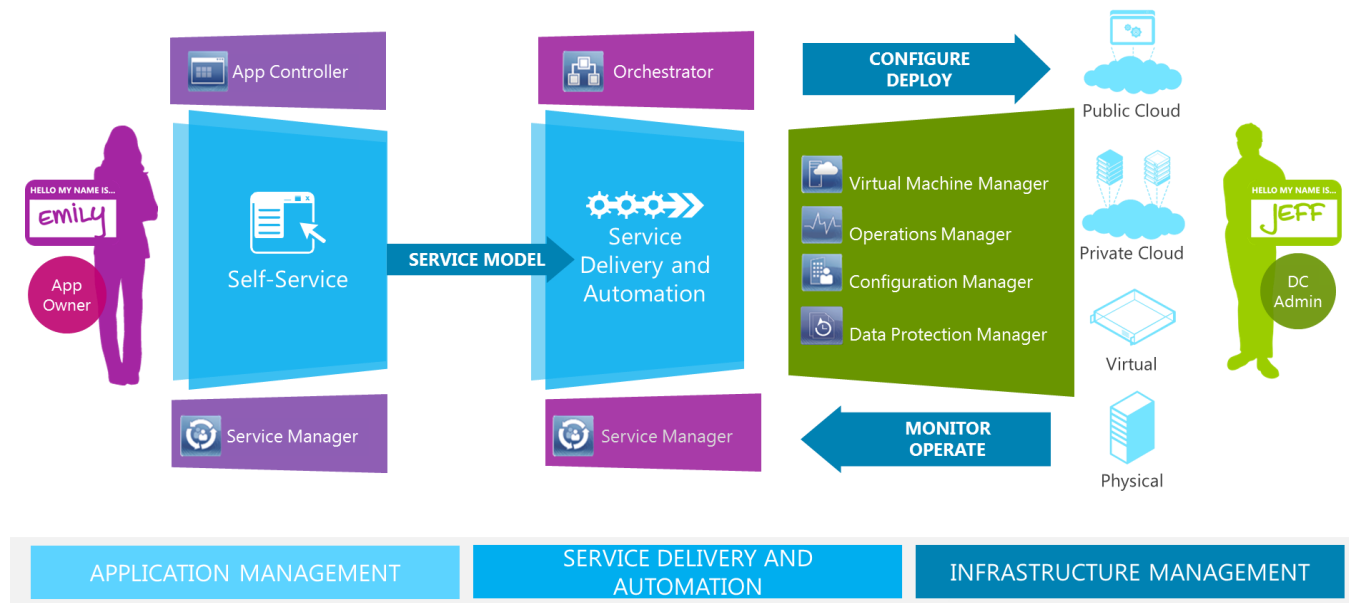 App Controller
Orchestrator
CONFIGURE
DEPLOY
Public Cloud
HELLO MY NAME IS...
EMILY
App
Owner
Self-Service
SERVICE MODEL
Service
Delivery and
Automation
Virtual Machine Manager
Operations Manager
Configuration Manager
Data Protection Manager
Private Cloud
Virtual
Physical
HELLO MY NAME IS...
JEFF
DC
Admin
Service Manager
Service Manager
MONITOR
OPERATE
APPLICATION MANAGEMENT
SERVICE DELIVERY AND
AUTOMATION
INFRASTRUCTURE MANAGEMENT